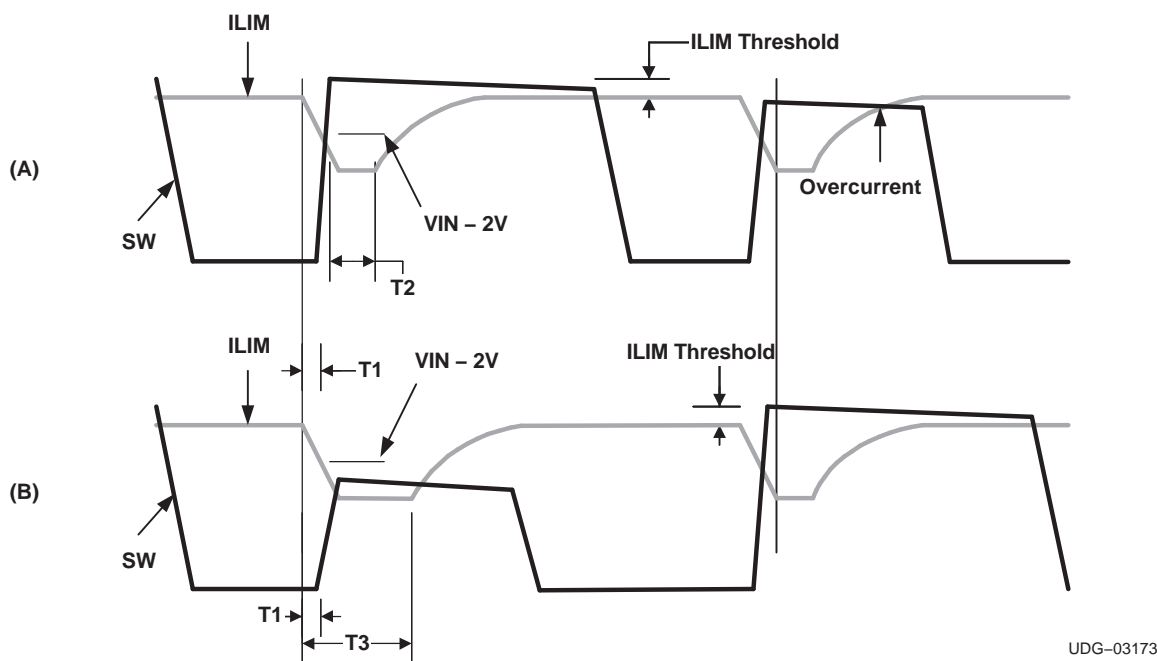 ILIM
ILIM Threshold
(A)
Overcurrent
VIN – 2V
SW
T2
ILIM
VIN – 2V
ILIM Threshold
T1
(B)
SW
T1
T3
UDG–03173